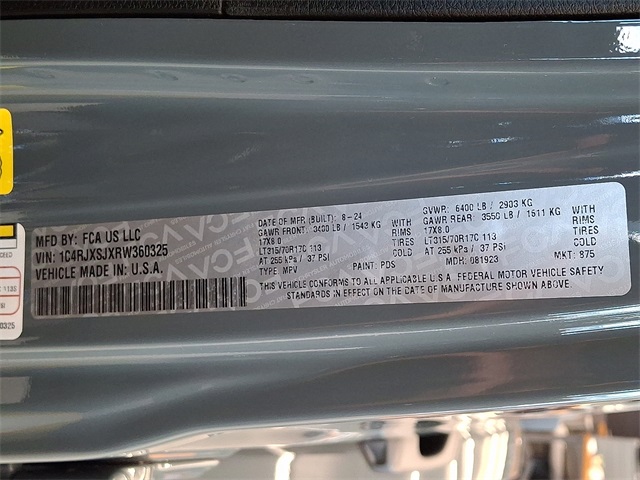 MFD BY: FCA US LLC
VIN: 1C4RJXSJXRW360325
VEHICLE MADE IN: U.S.A.
DATE OF MFR (BUILT): 8-24
GAWR FRONT: 3400 LB / 1543 KG WITH
17X8.0 RIMS
LT315/70R17C 113 TIRES
AT 255 kPa / 37 PSI COLD
TYPE: MPV PAINT: PDS
GVWR: 6400 LB / 2903 KG
GAWR REAR: 3550 LB / 1611 KG WITH
17X8.0 RIMS
LT315/70R17C 113 TIRES
AT 255 kPa / 37 PSI COLD
MDH: 081923 MKT: 875
THIS VEHICLE CONFORMS TO ALL APPLICABLE U.S.A. FEDERAL MOTOR VEHICLE SAFETY
STANDARDS IN EFFECT ON THE DATE OF MANUFACTURE SHOWN ABOVE.